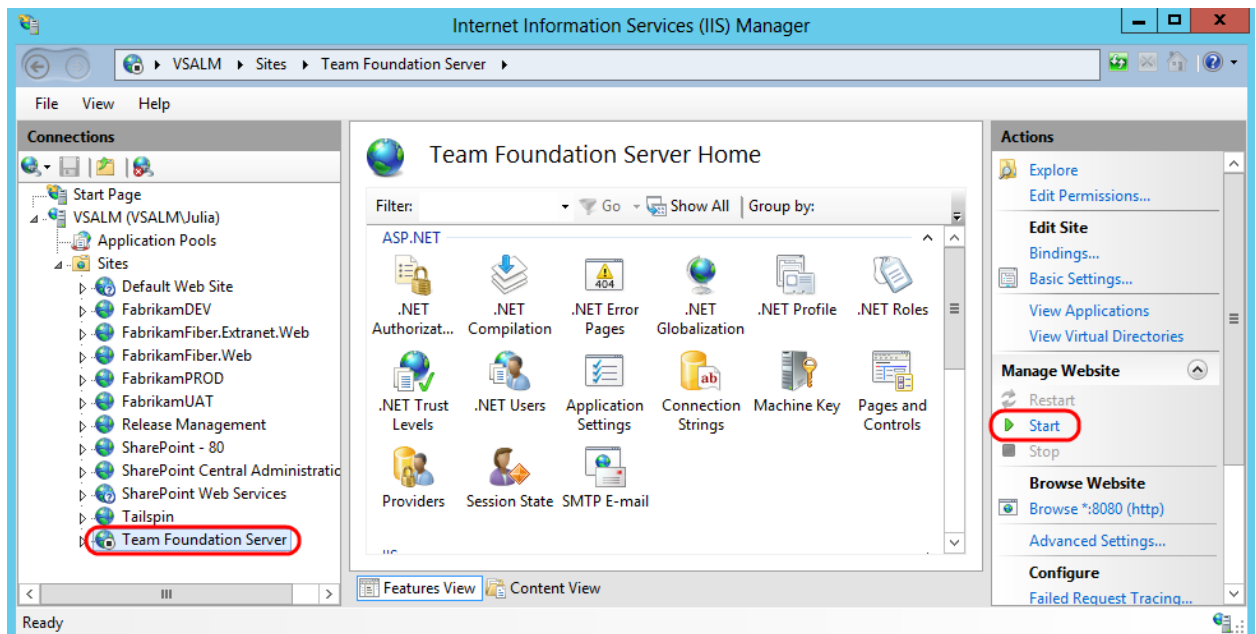 Internet Information Services (IIS) Manager
VSALM Sites Team Foundation Server
File View Help
Connections
Start Page
VSALM (VSALM\Julia)
Application Pools
Sites
Default Web Site
FabrikamDEV
FabrikamFiber.Extranet.Web
FabrikamFiber.Web
FabrikamPROD
FabrikamUAT
Release Management
SharePoint - 80
SharePoint Central Administratic
SharePoint Web Services
Tailspin
Team Foundation Server
Team Foundation Server Home
Filter: Go Show All Group by:
ASP.NET
.NET Authorizat...
.NET Compilation
404
.NET Error Pages
.NET Globalization
.NET Profile
.NET Roles
.NET Trust Levels
.NET Users
Application Settings
ab
Connection Strings
Machine Key
Pages and Controls
Providers
Session State
SMTP E-mail
Features View Content View
Actions
Explore
Edit Permissions...
Edit Site
Bindings...
Basic Settings...
View Applications
View Virtual Directories
Manage Website
Restart
Start
Stop
Browse Website
Browse *:8080 (http)
Advanced Settings...
Configure
Failed Request Tracing...
Ready